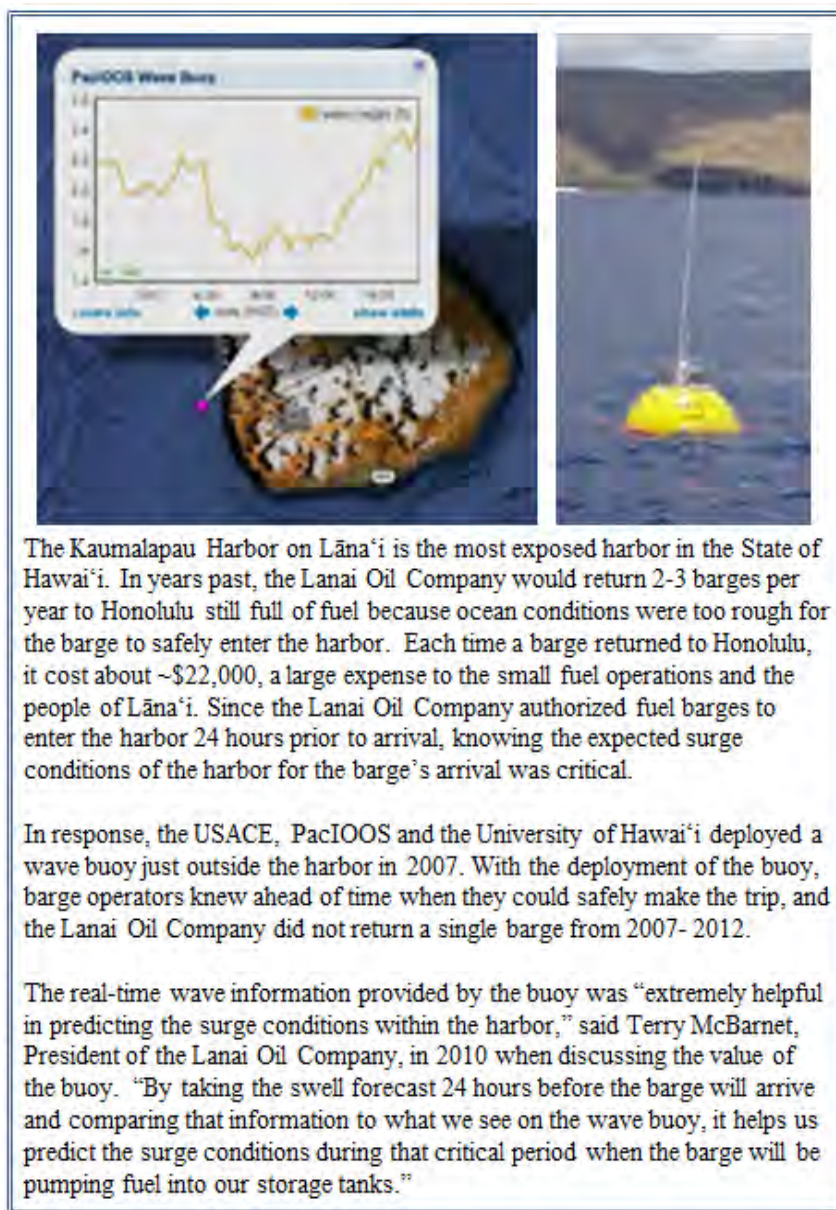 PacIOOS Wave Buoy
The Kaumalapau Harbor on Lāna‘i is the most exposed harbor in the State of
Hawai‘i. In years past, the Lanai Oil Company would return 2-3 barges per
year to Honolulu still full of fuel because ocean conditions were too rough for
the barge to safely enter the harbor. Each time a barge returned to Honolulu,
it cost about ~$22,000, a large expense to the small fuel operations and the
people of Lāna‘i. Since the Lanai Oil Company authorized fuel barges to
enter the harbor 24 hours prior to arrival, knowing the expected surge
conditions of the harbor for the barge’s arrival was critical.
In response, the USACE, PacIOOS and the University of Hawai‘i deployed a
wave buoy just outside the harbor in 2007. With the deployment of the buoy,
barge operators knew ahead of time when they could safely make the trip, and
the Lanai Oil Company did not return a single barge from 2007- 2012.
The real-time wave information provided by the buoy was “extremely helpful
in predicting the surge conditions within the harbor,” said Terry McBarnet,
President of the Lanai Oil Company, in 2010 when discussing the value of
the buoy. “By taking the swell forecast 24 hours before the barge will arrive
and comparing that information to what we see on the wave buoy, it helps us
predict the surge conditions during that critical period when the barge will be
pumping fuel into our storage tanks.”